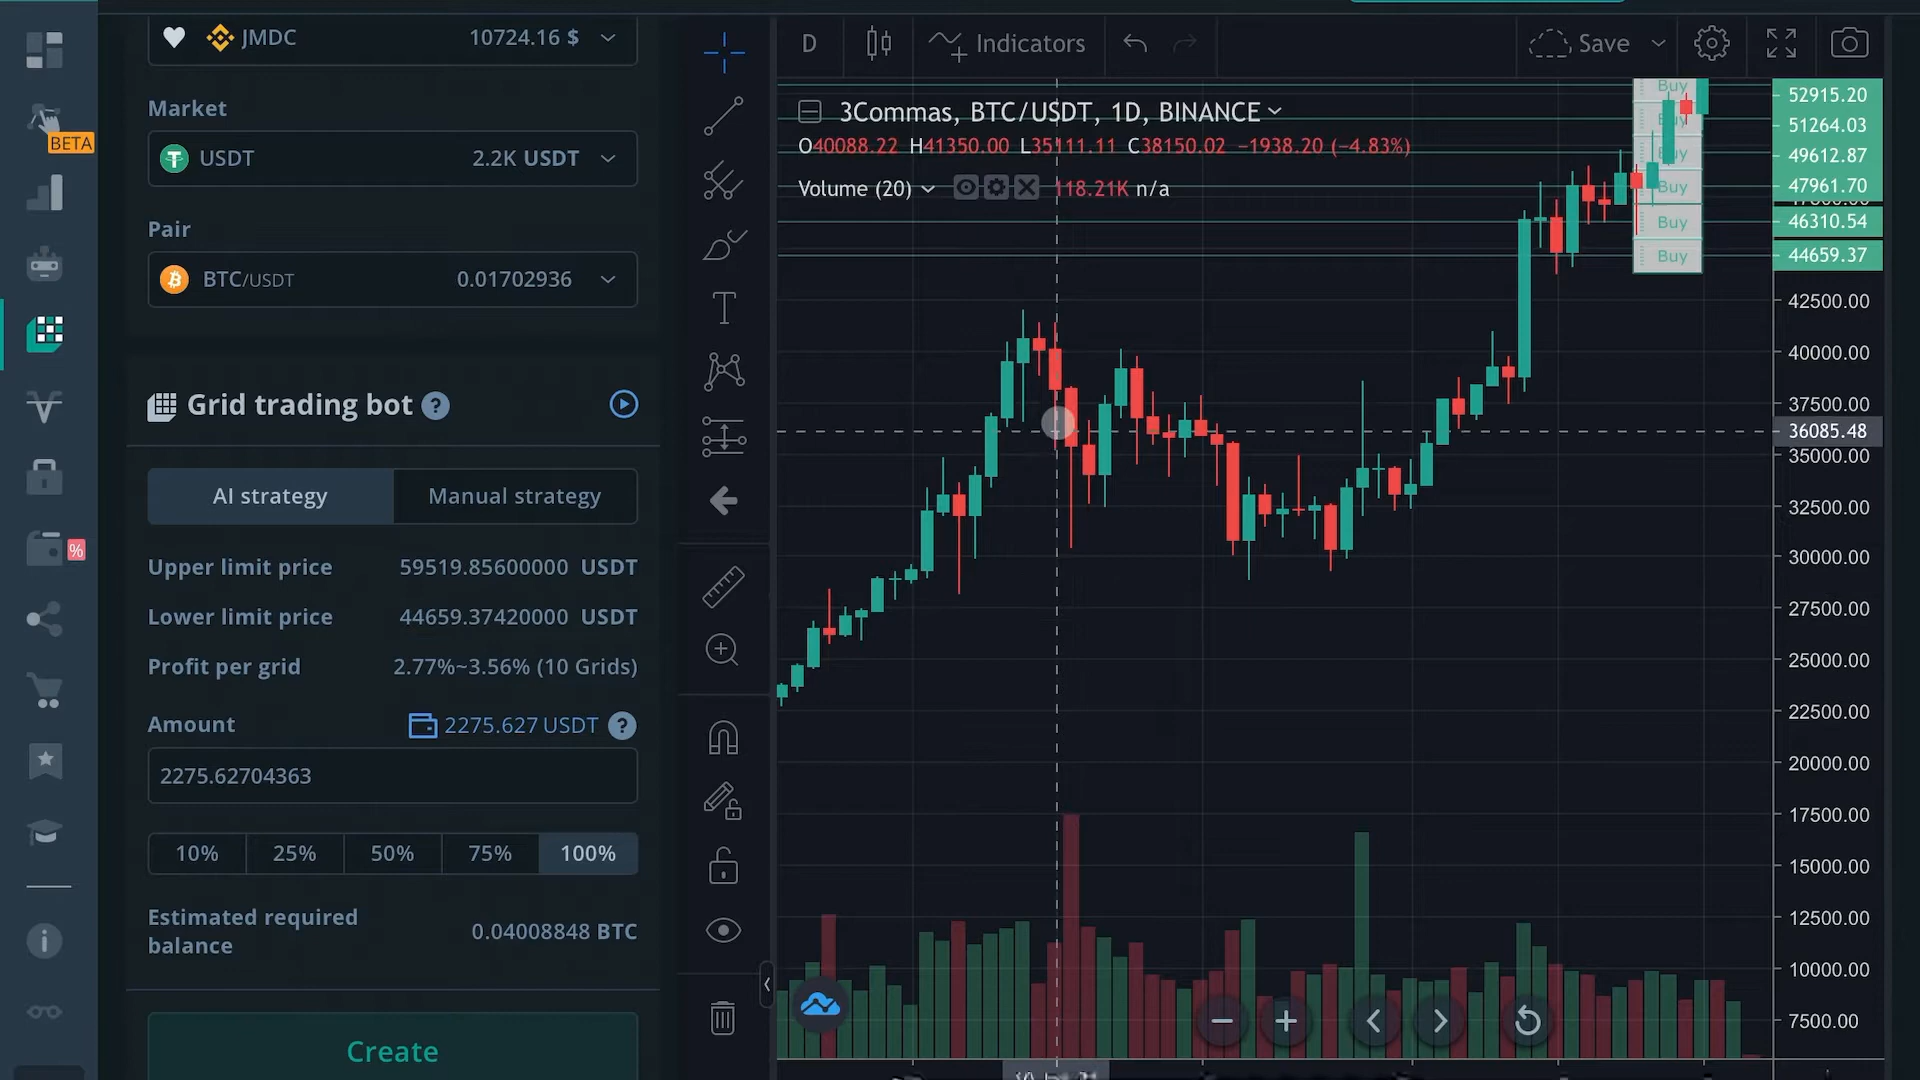 JMDC 10724.16 $
Market
USDT 2.2K USDT
Pair
BTC/USDT 0.01702936
BETA
%
Grid trading bot ?
AI strategy Manual strategy
Upper limit price 59519.85600000 USDT
Lower limit price 44659.37420000 USDT
Profit per grid 2.77%~3.56% (10 Grids)
Amount 2275.627 USDT ?
2275.62704363
10% 25% 50% 75% 100%
Estimated required
balance
0.04008848 BTC
Create
D Indicators Save
3Commas, BTC/USDT, 1D, BINANCE
O40088.22 H41350.00 L35111.11 C38150.02 −1938.20 (−4.83%)
Volume (20) 118.21K n/a
Buy
Buy
Buy
Buy
Buy
Buy
52915.20
51264.03
49612.87
47961.70
46310.54
44659.37
42500.00
40000.00
37500.00
36085.48
35000.00
32500.00
30000.00
27500.00
25000.00
22500.00
20000.00
17500.00
15000.00
12500.00
10000.00
7500.00